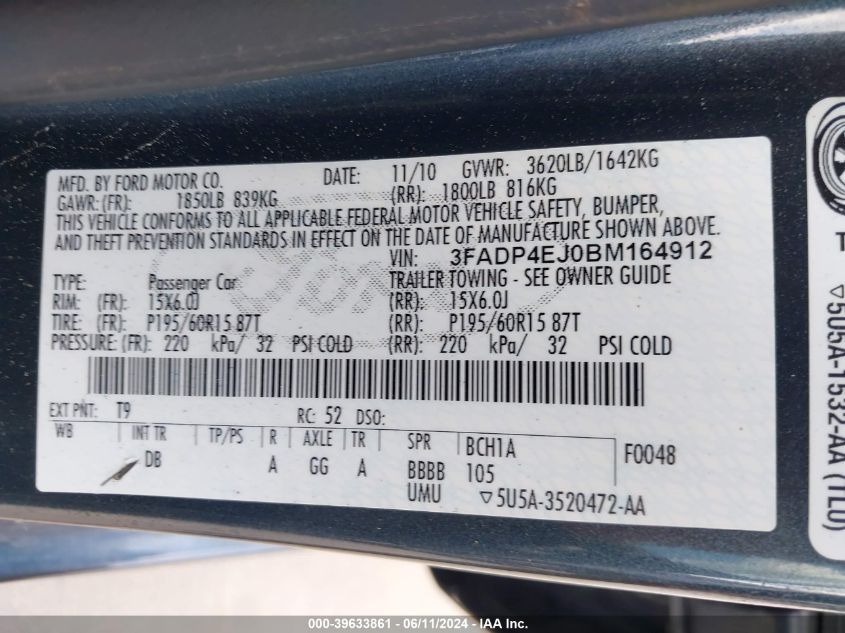 MFD. BY FORD MOTOR CO. DATE: 11/10 GVWR: 3620LB/1642KG
GAWR: (FR): 1850LB 839KG (RR): 1800LB 816KG
THIS VEHICLE CONFORMS TO ALL APPLICABLE FEDERAL MOTOR VEHICLE SAFETY, BUMPER,
AND THEFT PREVENTION STANDARDS IN EFFECT ON THE DATE OF MANUFACTURE SHOWN ABOVE.
VIN: 3FADP4EJ0BM164912
TYPE: Passenger Car TRAILER TOWING - SEE OWNER GUIDE
RIM: (FR): 15X6.0J (RR): 15X6.0J
TIRE: (FR): P195/60R15 87T (RR): P195/60R15 87T
PRESSURE: (FR): 220 kPa/ 32 PSI COLD (RR): 220 kPa/ 32 PSI COLD
EXT PNT: T9 RC: 52 DSO:
WB INT TR TP/PS R AXLE TR SPR BCH1A F0048
DB A GG A BBBB 105
UMU ▽5U5A-3520472-AA
▽5U5A-1532-AA (TL0)
000-39633861 - 06/11/2024 - IAA Inc.